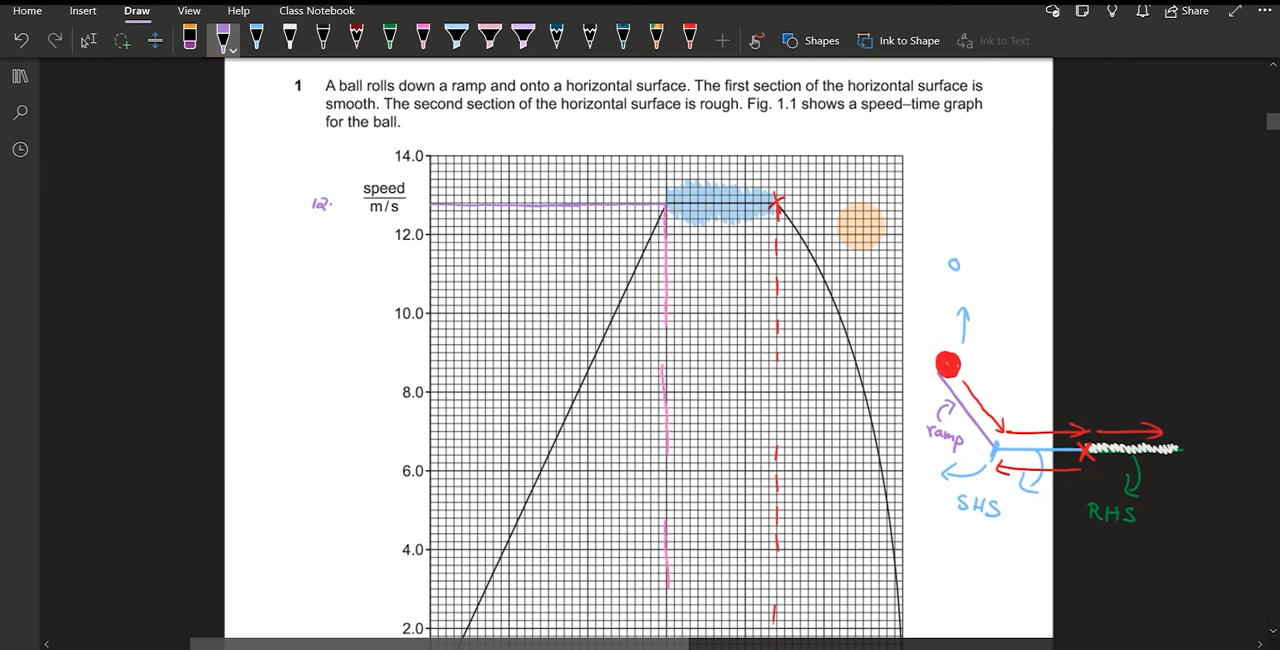 Home Insert Draw View Help Class Notebook Share
Shapes Ink to Shape Ink to Text
1 A ball rolls down a ramp and onto a horizontal surface. The first section of the horizontal surface is
smooth. The second section of the horizontal surface is rough. Fig. 1.1 shows a speed–time graph
for the ball.
14.0
speed
m / s
12.
12.0
10.0
8.0
ramp
6.0
SHS
RHS
4.0
2.0